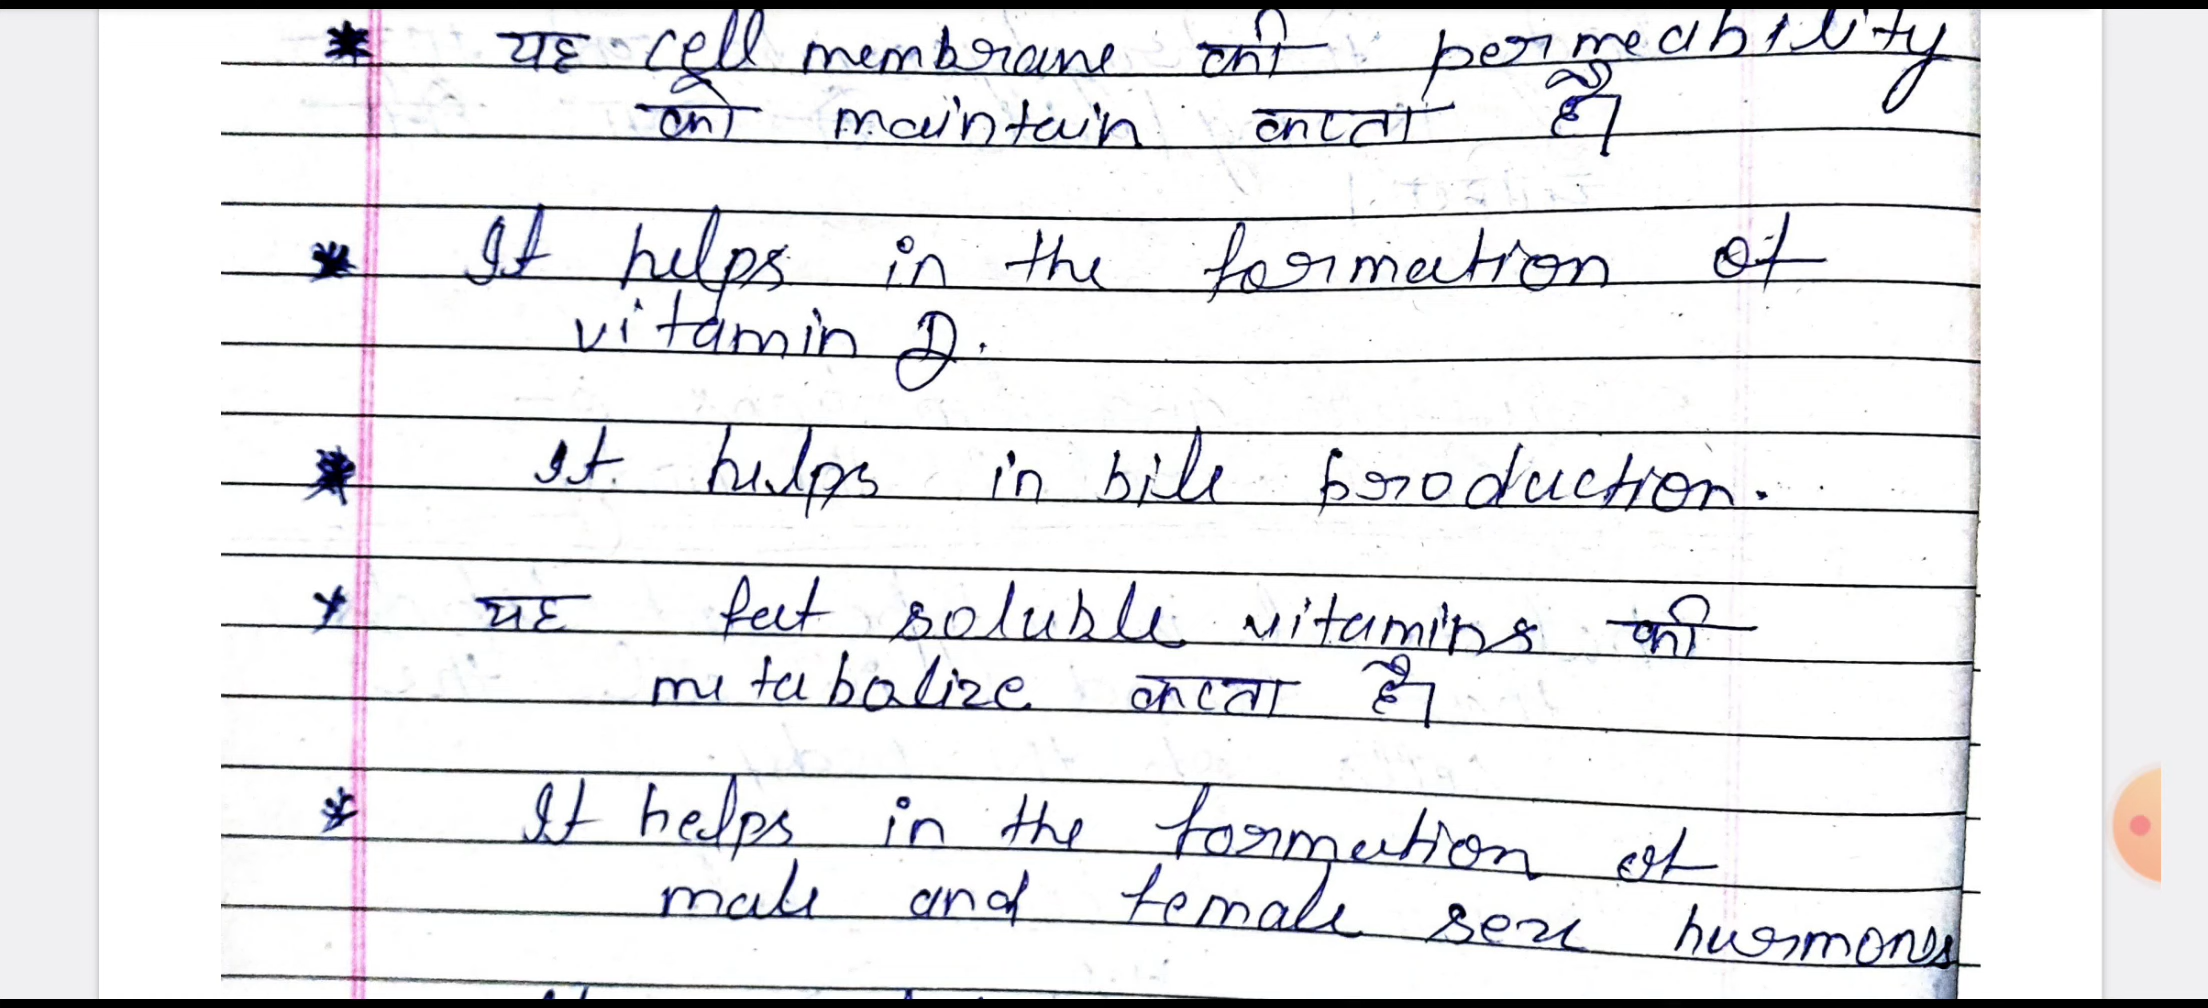 * यह cell membrane की permeability
को maintain करता है।
* It helps in the formation of
vitamin D.
* It helps in bile production.
* यह fat soluble vitamins को
metabolize करता है।
* It helps in the formation of
male and female sex hormones